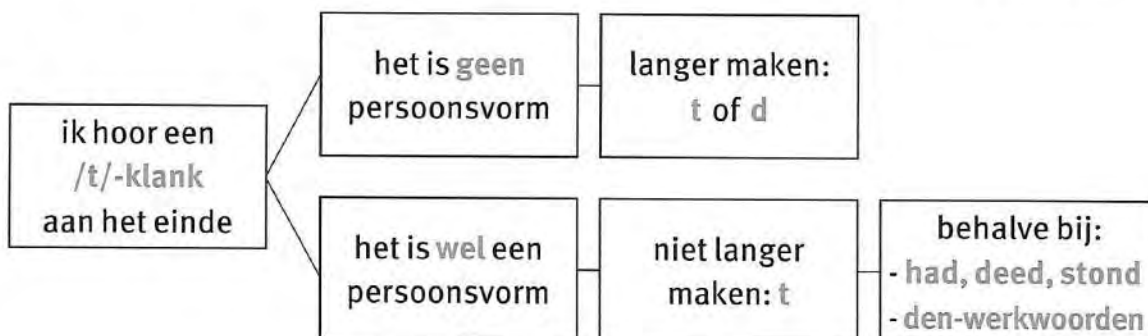 ik hoor een
/t/-klank
aan het einde
het is geen
persoonsvorm
langer maken:
t of d
het is wel een
persoonsvorm
niet langer
maken: t
behalve bij:
- had, deed, stond
- den-werkwoorden